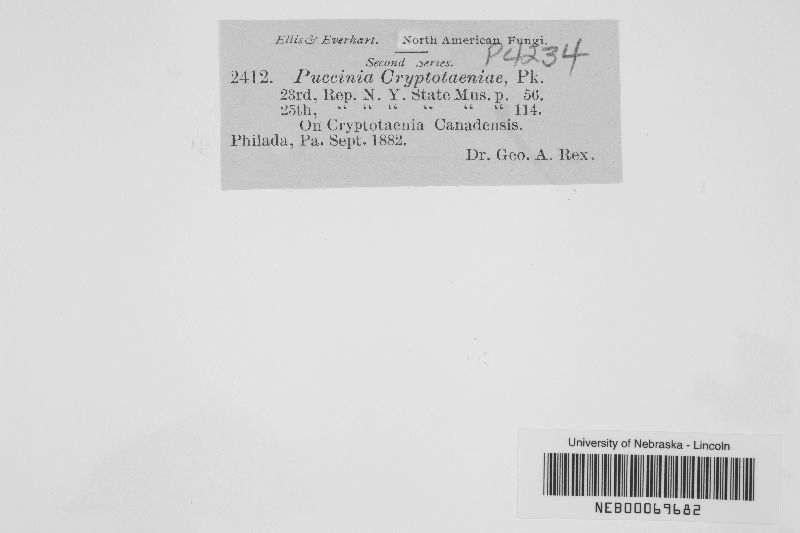 Ellis & Everhart. North American Fungi.
P4234
Second Series.
2412. Puccinia Cryptotaeniae, Pk.
23rd, Rep. N. Y. State Mus. p. 56.
25th, “ “ “ “ “ “ 114.
On Cryptotaenia Canadensis.
Philada, Pa. Sept. 1882.
Dr. Geo. A. Rex.
University of Nebraska - Lincoln
NEB00069682